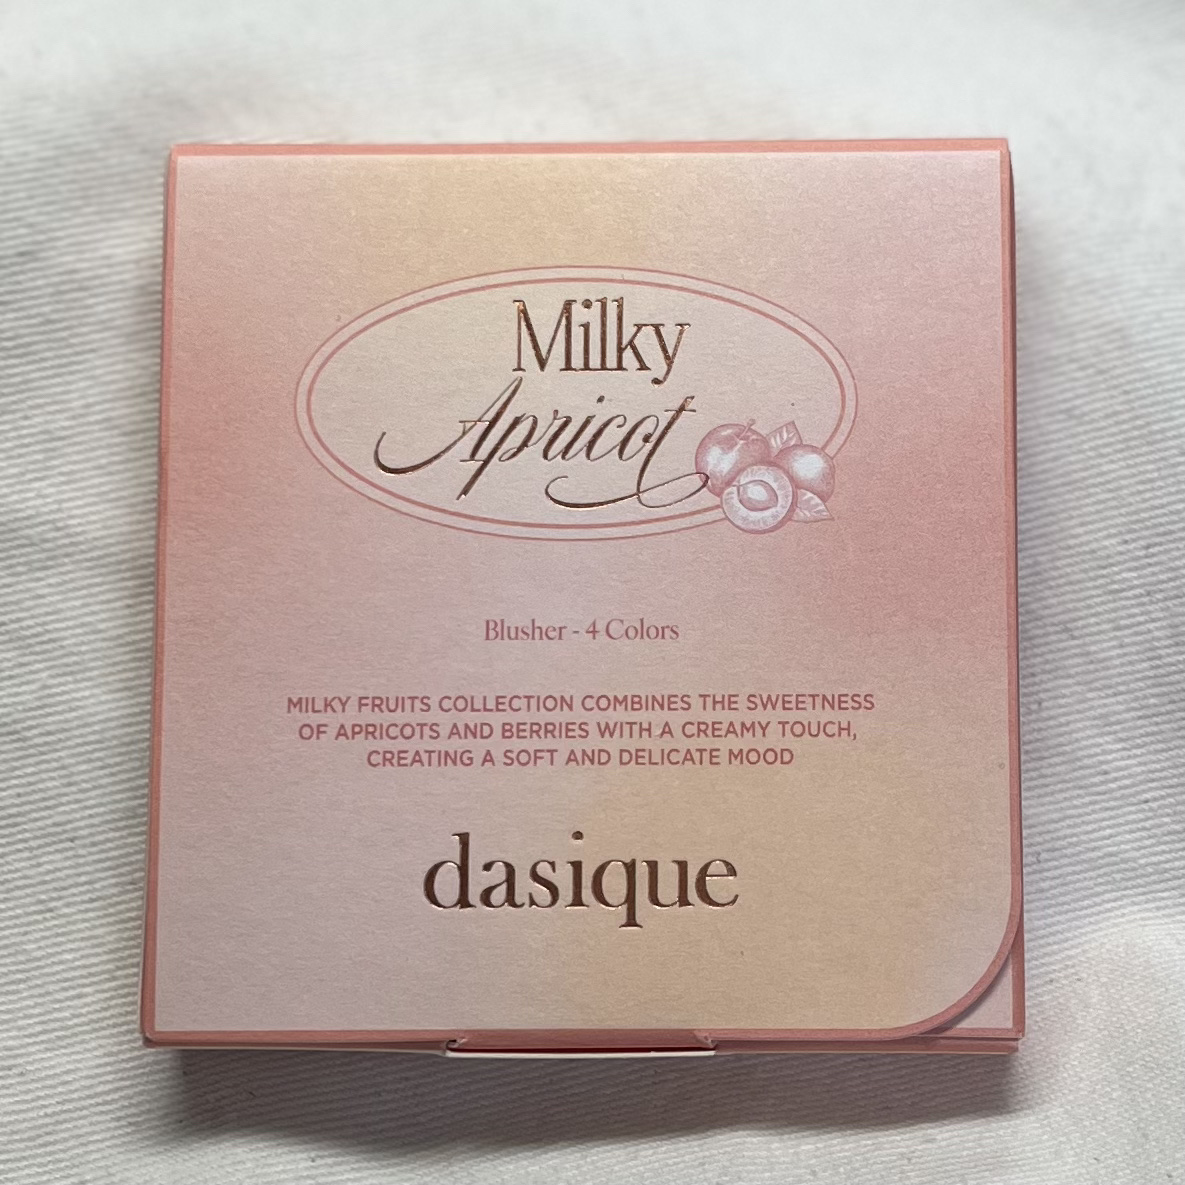 Milky
Apricot
Blusher - 4 Colors
MILKY FRUITS COLLECTION COMBINES THE SWEETNESS
OF APRICOTS AND BERRIES WITH A CREAMY TOUCH,
CREATING A SOFT AND DELICATE MOOD
dasique